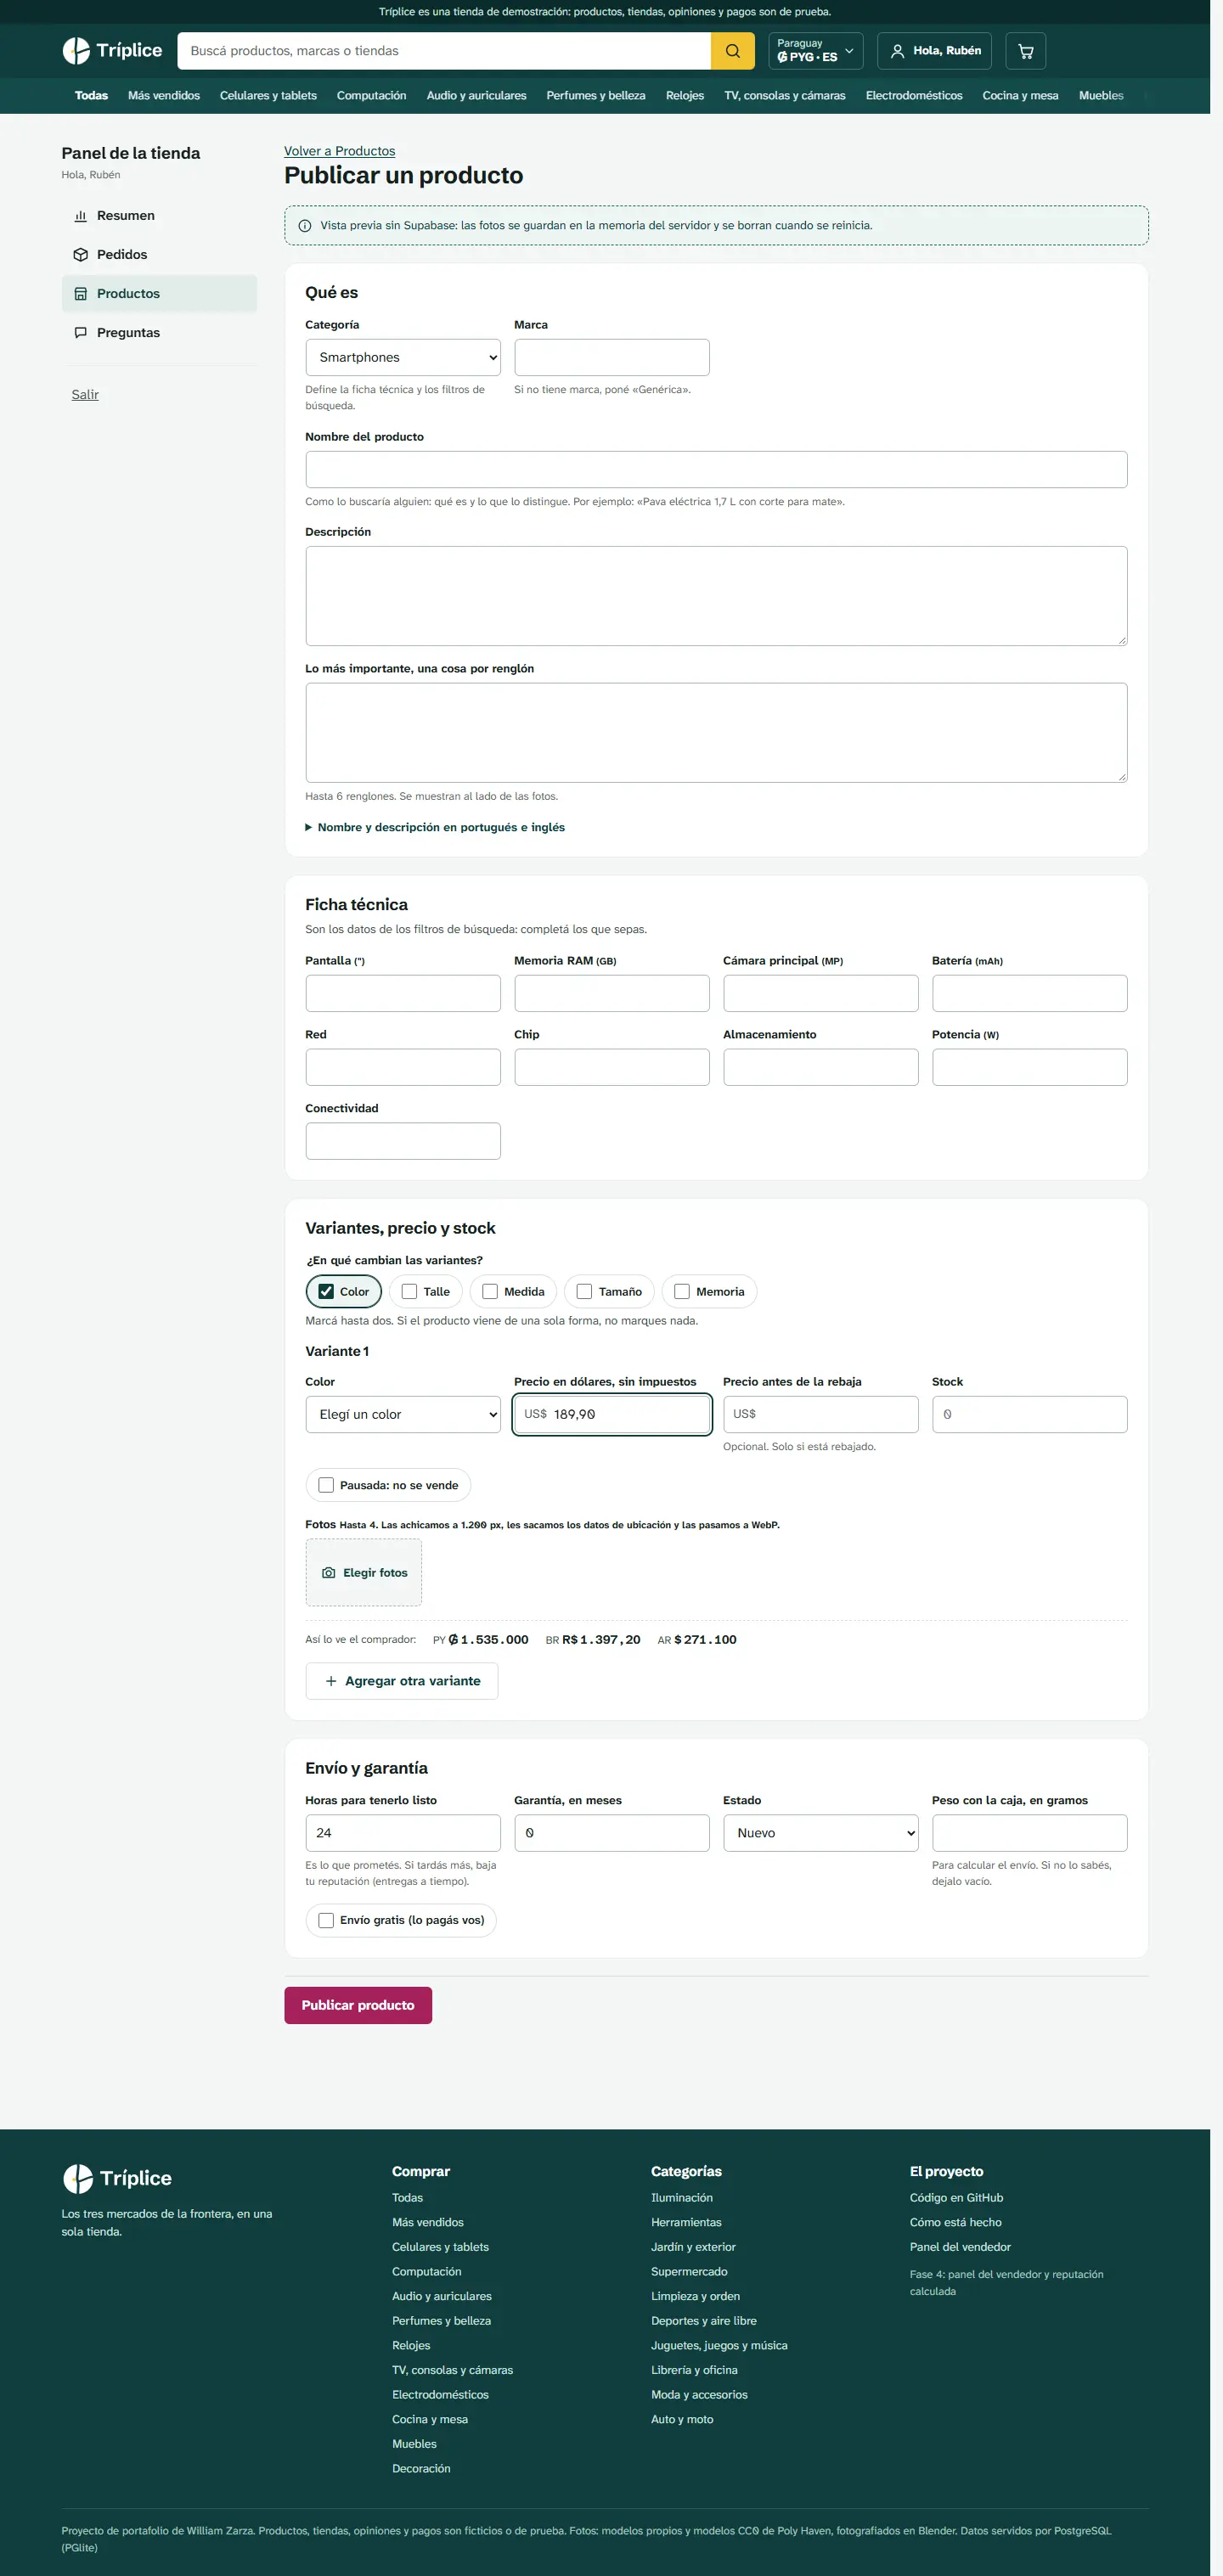 Tríplice es una tienda de demostración: productos, tiendas, opiniones y pagos son de prueba.
Tríplice
Buscá productos, marcas o tiendas
Paraguay
₲ PYG · ES
Hola, Rubén
Todas
Más vendidos
Celulares y tablets
Computación
Audio y auriculares
Perfumes y belleza
Relojes
TV, consolas y cámaras
Electrodomésticos
Cocina y mesa
Muebles
Panel de la tienda
Hola, Rubén
Resumen
Pedidos
Productos
Preguntas
Salir
Volver a Productos
Publicar un producto
Vista previa sin Supabase: las fotos se guardan en la memoria del servidor y se borran cuando se reinicia.
Qué es
Categoría
Marca
Smartphones
Define la ficha técnica y los filtros de
búsqueda.
Si no tiene marca, poné «Genérica».
Nombre del producto
Como lo buscaría alguien: qué es y lo que lo distingue. Por ejemplo: «Pava eléctrica 1,7 L con corte para mate».
Descripción
Lo más importante, una cosa por renglón
Hasta 6 renglones. Se muestran al lado de las fotos.
Nombre y descripción en portugués e inglés
Ficha técnica
Son los datos de los filtros de búsqueda: completá los que sepas.
Pantalla (")
Memoria RAM (GB)
Cámara principal (MP)
Batería (mAh)
Red
Chip
Almacenamiento
Potencia (W)
Conectividad
Variantes, precio y stock
¿En qué cambian las variantes?
Color
Talle
Medida
Tamaño
Memoria
Marcá hasta dos. Si el producto viene de una sola forma, no marques nada.
Variante 1
Color
Precio en dólares, sin impuestos
Precio antes de la rebaja
Stock
Elegí un color
US$ 189,90
US$
0
Opcional. Solo si está rebajado.
Pausada: no se vende
Fotos Hasta 4. Las achicamos a 1.200 px, les sacamos los datos de ubicación y las pasamos a WebP.
Elegir fotos
Así lo ve el comprador: PY ₲ 1.535.000 BR R$ 1.397,20 AR $ 271.100
Agregar otra variante
Envío y garantía
Horas para tenerlo listo
Garantía, en meses
Estado
Peso con la caja, en gramos
24
0
Nuevo
Es lo que prometés. Si tardás más, baja
tu reputación (entregas a tiempo).
Para calcular el envío. Si no lo sabés,
dejalo vacío.
Envío gratis (lo pagás vos)
Publicar producto
Tríplice
Los tres mercados de la frontera, en una
sola tienda.
Comprar
Todas
Más vendidos
Celulares y tablets
Computación
Audio y auriculares
Perfumes y belleza
Relojes
TV, consolas y cámaras
Electrodomésticos
Cocina y mesa
Muebles
Decoración
Categorías
Iluminación
Herramientas
Jardín y exterior
Supermercado
Limpieza y orden
Deportes y aire libre
Juguetes, juegos y música
Librería y oficina
Moda y accesorios
Auto y moto
El proyecto
Código en GitHub
Cómo está hecho
Panel del vendedor
Fase 4: panel del vendedor y reputación
calculada
Proyecto de portafolio de William Zarza. Productos, tiendas, opiniones y pagos son ficticios o de prueba. Fotos: modelos propios y modelos CC0 de Poly Haven, fotografiados en Blender. Datos servidos por PostgreSQL
(PGlite)